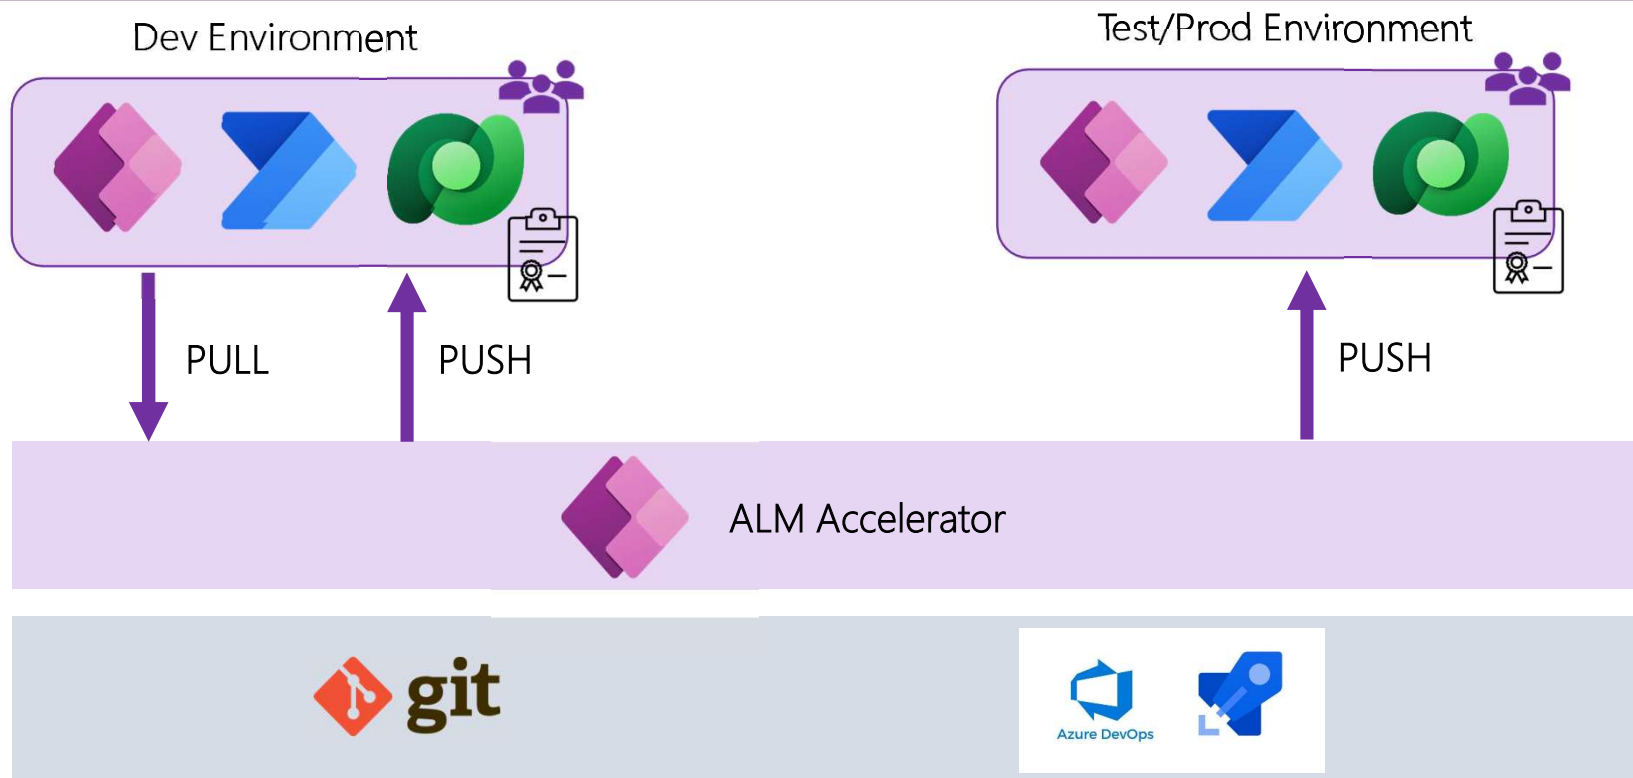 Dev Environment
Test/Prod Environment
PULL
PUSH
PUSH
ALM Accelerator
git
Azure DevOps